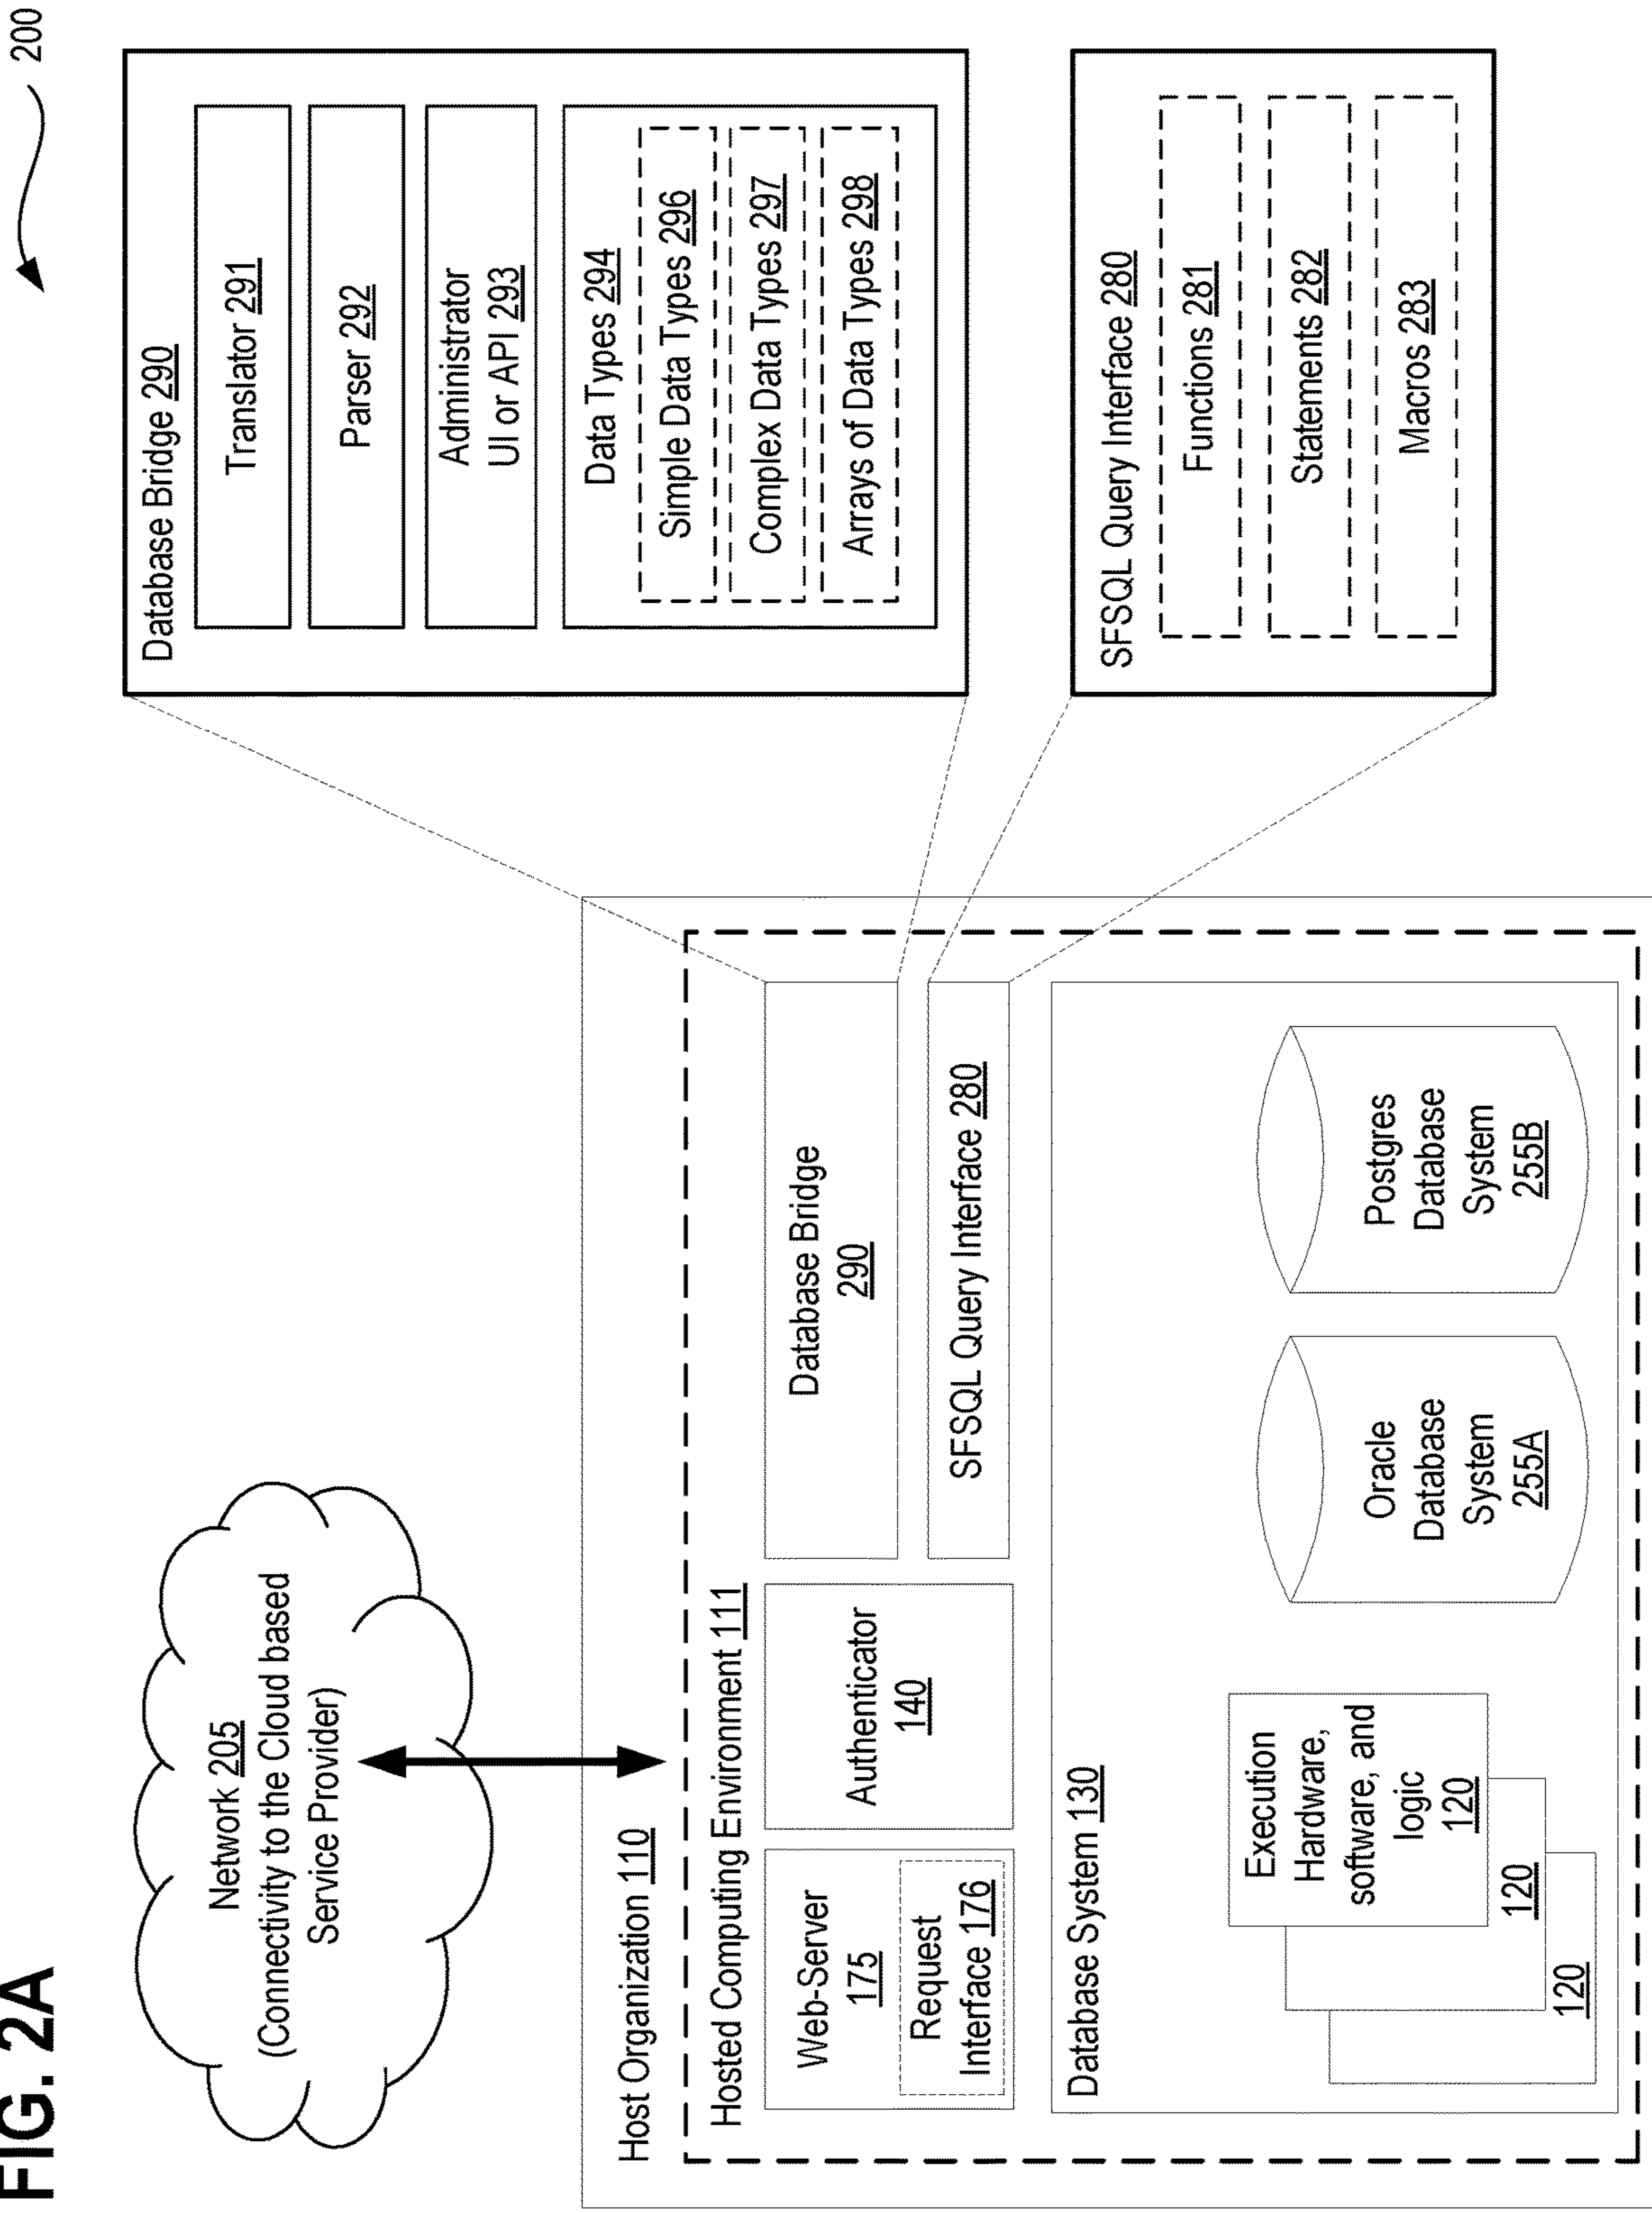 FIG. 2A
200
Network 205
(Connectivity to the Cloud based
Service Provider)
Host Organization 110
Hosted Computing Environment 111
Web-Server
175
Request
Interface 176
Authenticator
140
Database Bridge
290
SFSQL Query Interface 280
Database System 130
Execution
Hardware,
software, and
logic
120
120
120
Oracle
Database
System
255A
Postgres
Database
System
255B
Database Bridge 290
Translator 291
Parser 292
Administrator
UI or API 293
Data Types 294
Simple Data Types 296
Complex Data Types 297
Arrays of Data Types 298
SFSQL Query Interface 280
Functions 281
Statements 282
Macros 283